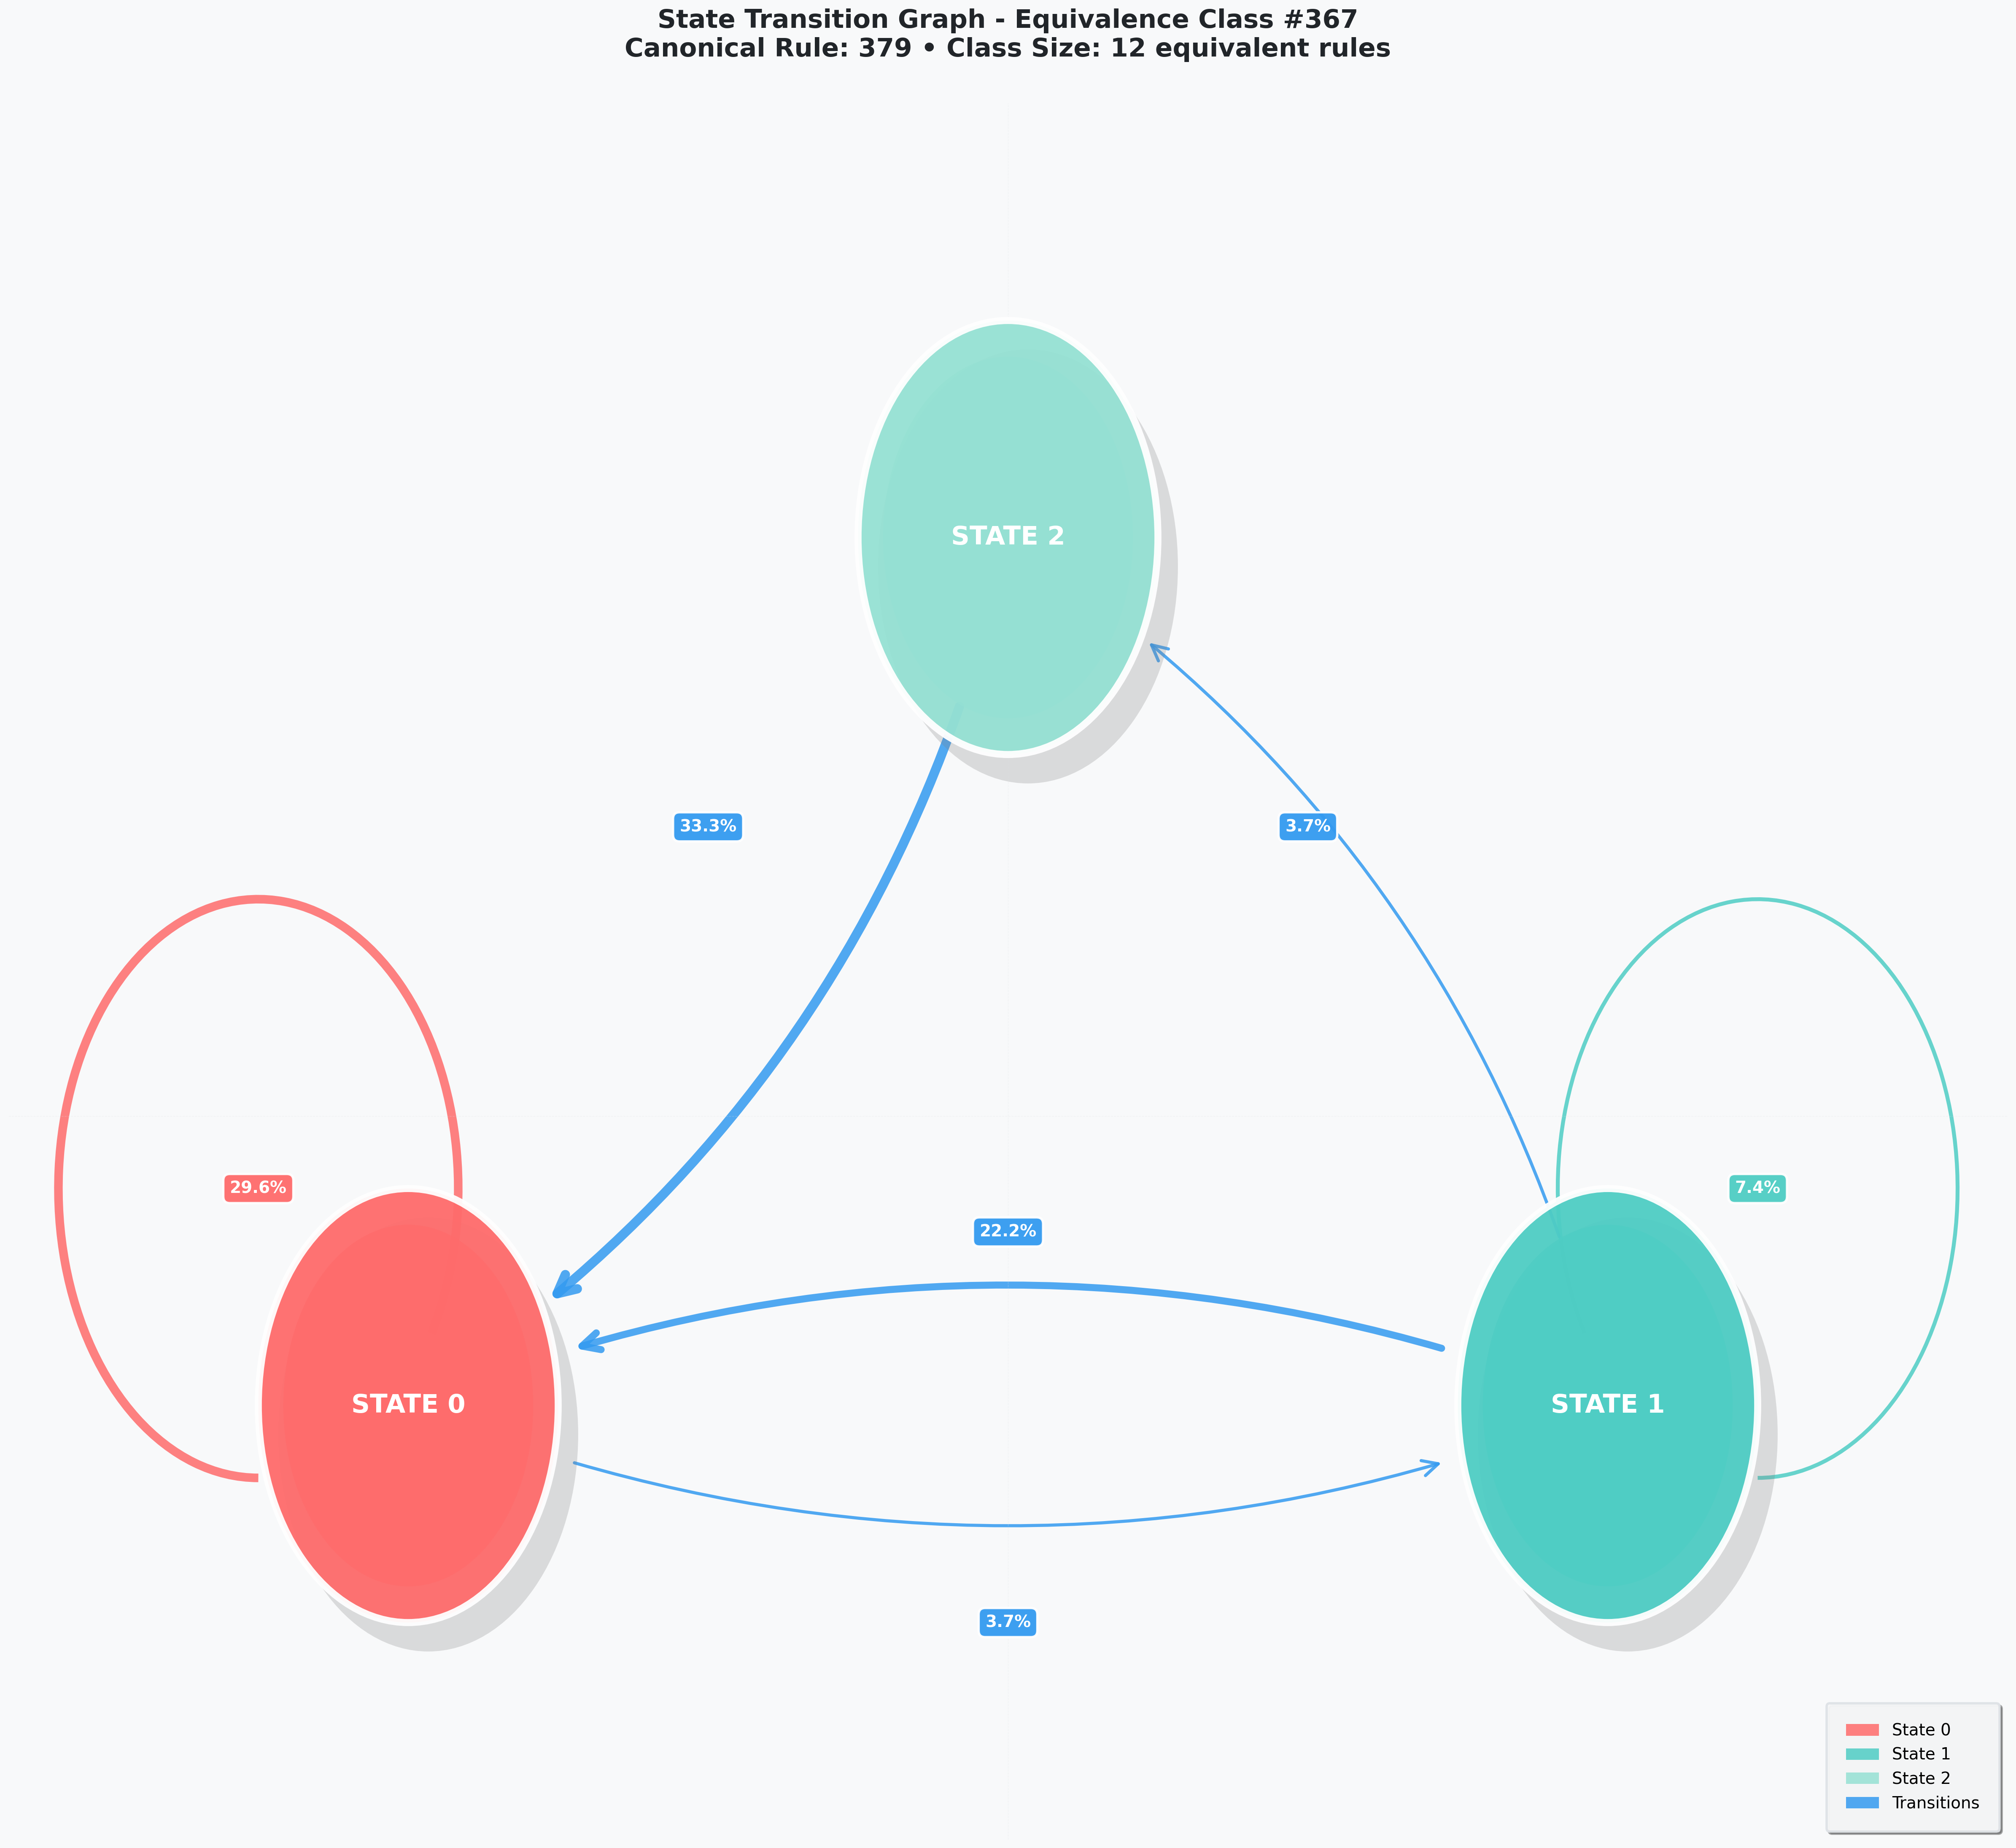 State Transition Graph - Equivalence Class #367
Canonical Rule: 379 • Class Size: 12 equivalent rules
STATE 2
33.3%
3.7%
29.6%
7.4%
22.2%
STATE 0
STATE 1
3.7%
State 0
State 1
State 2
Transitions